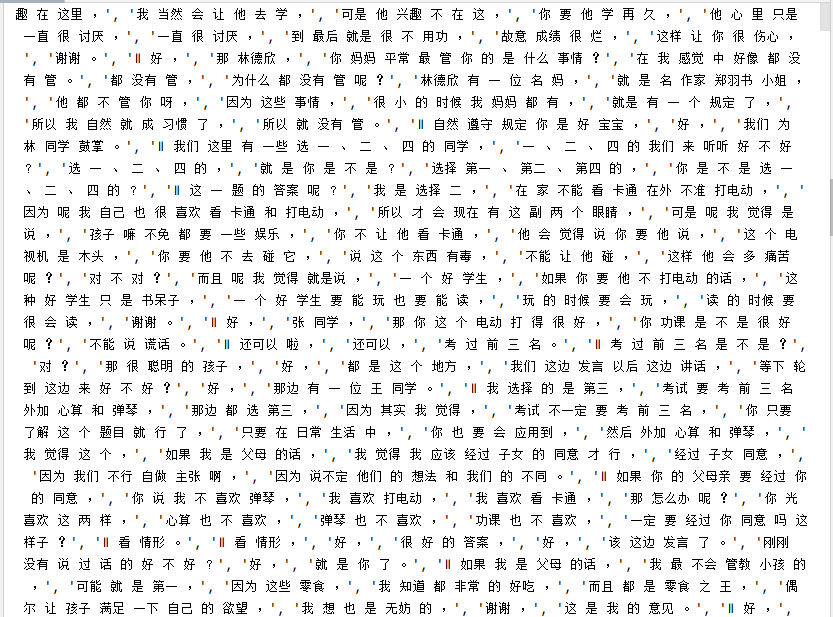 趣 在 这里 ，', '我 当然 会 让 他 去 学 ，', '可是 他 兴趣 不 在 这 ，', '你 要 他 学 再 久 ，', '他 心 里 只是
一直 很 讨厌 ，', '一直 很 讨厌 ，', '到 最后 就是 很 不 用功 ，', '故意 成绩 很 烂 ，', '这样 让 你 很 伤心 ，
', '谢谢 。', '‖ 好 ，', '那 林德欣 ，', '你 妈妈 平常 最 管 你 的 是 什么 事情 ？', '在 我 感觉 中 好像 都 没
有 管 。', '都 没有 管 ，', '为什么 都 没有 管 呢 ？', '林德欣 有 一 位 名 妈 ，', '就 是 名 作家 郑羽书 小姐 ，
', '他 都 不 管 你 呀 ，', '因为 这些 事情 ，', '很 小 的 时候 我 妈妈 都 有 ，', '就是 有 一 个 规定 了 ，',
'所以 我 自然 就 成 习惯 了 ，', '所以 就 没有 管 。', '‖ 自然 遵守 规定 你 是 好 宝宝 ，', '好 ，', '我们 为
林 同学 鼓掌 。', '‖ 我们 这里 有 一些 选 一 、 二 、 四 的 同学 ，', '一 、 二 、 四 的 我们 来 听听 好 不 好
？', '选 一 、 二 、 四 的 ，', '就 是 你 是 不 是 ？', '选择 第一 、 第二 、 第四 的 ，', '你 是 不 是 选 一
、 二 、 四 的 ？', '‖ 这 一 题 的 答案 呢 ？', '我 是 选择 二 ，', '在 家 不能 看 卡通 在外 不准 打电动 ，', '
因为 呢 我 自己 也 很 喜欢 看 卡通 和 打电动 ，', '所以 才 会 现在 有 这 副 两 个 眼睛 ，', '可是 呢 我 觉得 是
说 ，', '孩子 嘛 不免 都 要 一些 娱乐 ，', '你 不 让 他 看 卡通 ，', '他 会 觉得 说 你 要 他 说 ，', '这 个 电
视机 是 木头 ，', '你 要 他 不 去 碰 它 ，', '说 这 个 东西 有毒 ，', '不能 让 他 碰 ，', '这样 他 会 多 痛苦
呢 ？', '对 不 对 ？', '而且 呢 我 觉得 就是说 ，', '一 个 好 学生 ，', '如果 你 要 他 不 打电动 的话 ，', '这
种 好 学生 只 是 书呆子 ，', '一 个 好 学生 要 能 玩 也 要 能 读 ，', '玩 的 时候 要 会 玩 ，', '读 的 时候 要
很 会 读 ，', '谢谢 。', '‖ 好 ，', '张 同学 ，', '那 你 这 个 电动 打 得 很 好 ，', '你 功课 是 不 是 很 好
呢 ？', '不能 说 谎话 。', '‖ 还可以 啦 ，', '还可以 ，', '考 过 前 三 名 。', '‖ 考 过 前 三 名 是 不 是 ？',
'对 ？', '那 很 聪明 的 孩子 ，', '好 ，', '都 是 这 个 地方 ，', '我们 这边 发言 以后 这边 讲话 ，', '等下 轮
到 这边 来 好 不 好 ？', '好 ，', '那边 有 一 位 王 同学 。', '‖ 我 选择 的 是 第三 ，', '考试 要 考 前 三 名
外加 心算 和 弹琴 ，', '那边 都 选 第三 ，', '因为 其实 我 觉得 ，', '考试 不一定 要 考 前 三 名 ，', '你 只要
了解 这 个 题目 就 行 了 ，', '只要 在 日常 生活 中 ，', '你 也 要 会 应用到 ，', '然后 外加 心算 和 弹琴 ，', '
我 觉得 这 个 ，', '如果 我 是 父母 的话 ，', '我 觉得 我 应该 经过 子女 的 同意 才 行 ，', '经过 子女 同意 ，',
'因为 我们 不行 自做 主张 啊 ，', '因为 说不定 他们 的 想法 和 我们 的 不同 。', '‖ 如果 你 的 父母亲 要 经过 你
的 同意 ，', '你 说 我 不 喜欢 弹琴 ，', '我 喜欢 打电动 ，', '我 喜欢 看 卡通 ，', '那 怎么办 呢 ？', '你 光
喜欢 这 两 样 ，', '心算 也 不 喜欢 ，', '弹琴 也 不 喜欢 ，', '功课 也 不 喜欢 ，', '一定 要 经过 你 同意 吗 这
样子 ？', '‖ 看 情形 。', '‖ 看 情形 ，', '好 ，', '很 好 的 答案 ，', '好 ，', '该 这边 发言 了 。', '刚刚
没有 说 过 话 的 好 不 好 ？', '好 ，', '就 是 你 了 。', '‖ 如果 我 是 父母 的话 ，', '我 最 不会 管教 小孩 的
，', '可能 就 是 第一 ，', '因为 这些 零食 ，', '我 知道 都 非常 的 好吃 ，', '而且 都 是 零食 之 王 ，', '偶
尔 让 孩子 满足 一下 自己 的 欲望 ，', '我 想 也 是 无妨 的 ，', '谢谢 ，', '这 是 我 的 意见 。', '‖ 好 ，',